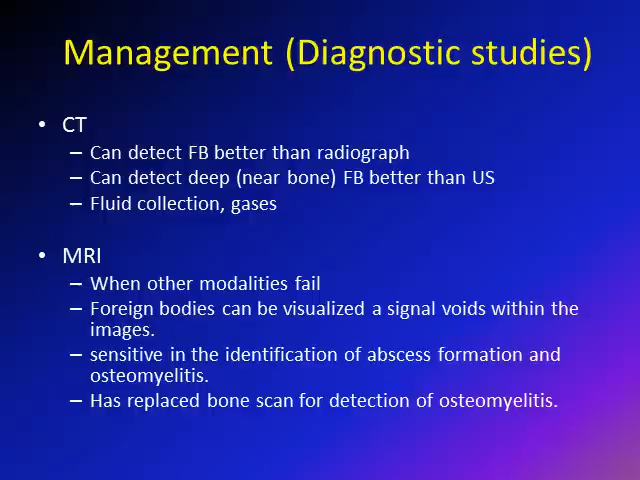 Management (Diagnostic studies)
• CT
– Can detect FB better than radiograph
– Can detect deep (near bone) FB better than US
– Fluid collection, gases
• MRI
– When other modalities fail
– Foreign bodies can be visualized a signal voids within the
images.
– sensitive in the identification of abscess formation and
osteomyelitis.
– Has replaced bone scan for detection of osteomyelitis.